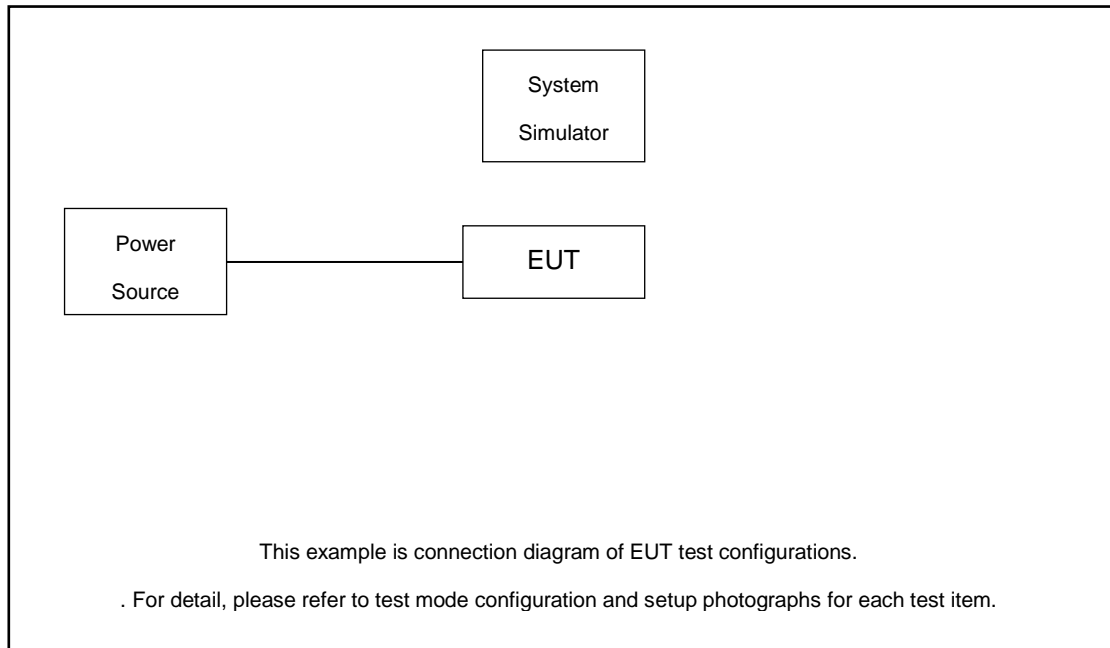 System
Simulator
Power
Source
EUT
This example is connection diagram of EUT test configurations.
. For detail, please refer to test mode configuration and setup photographs for each test item.